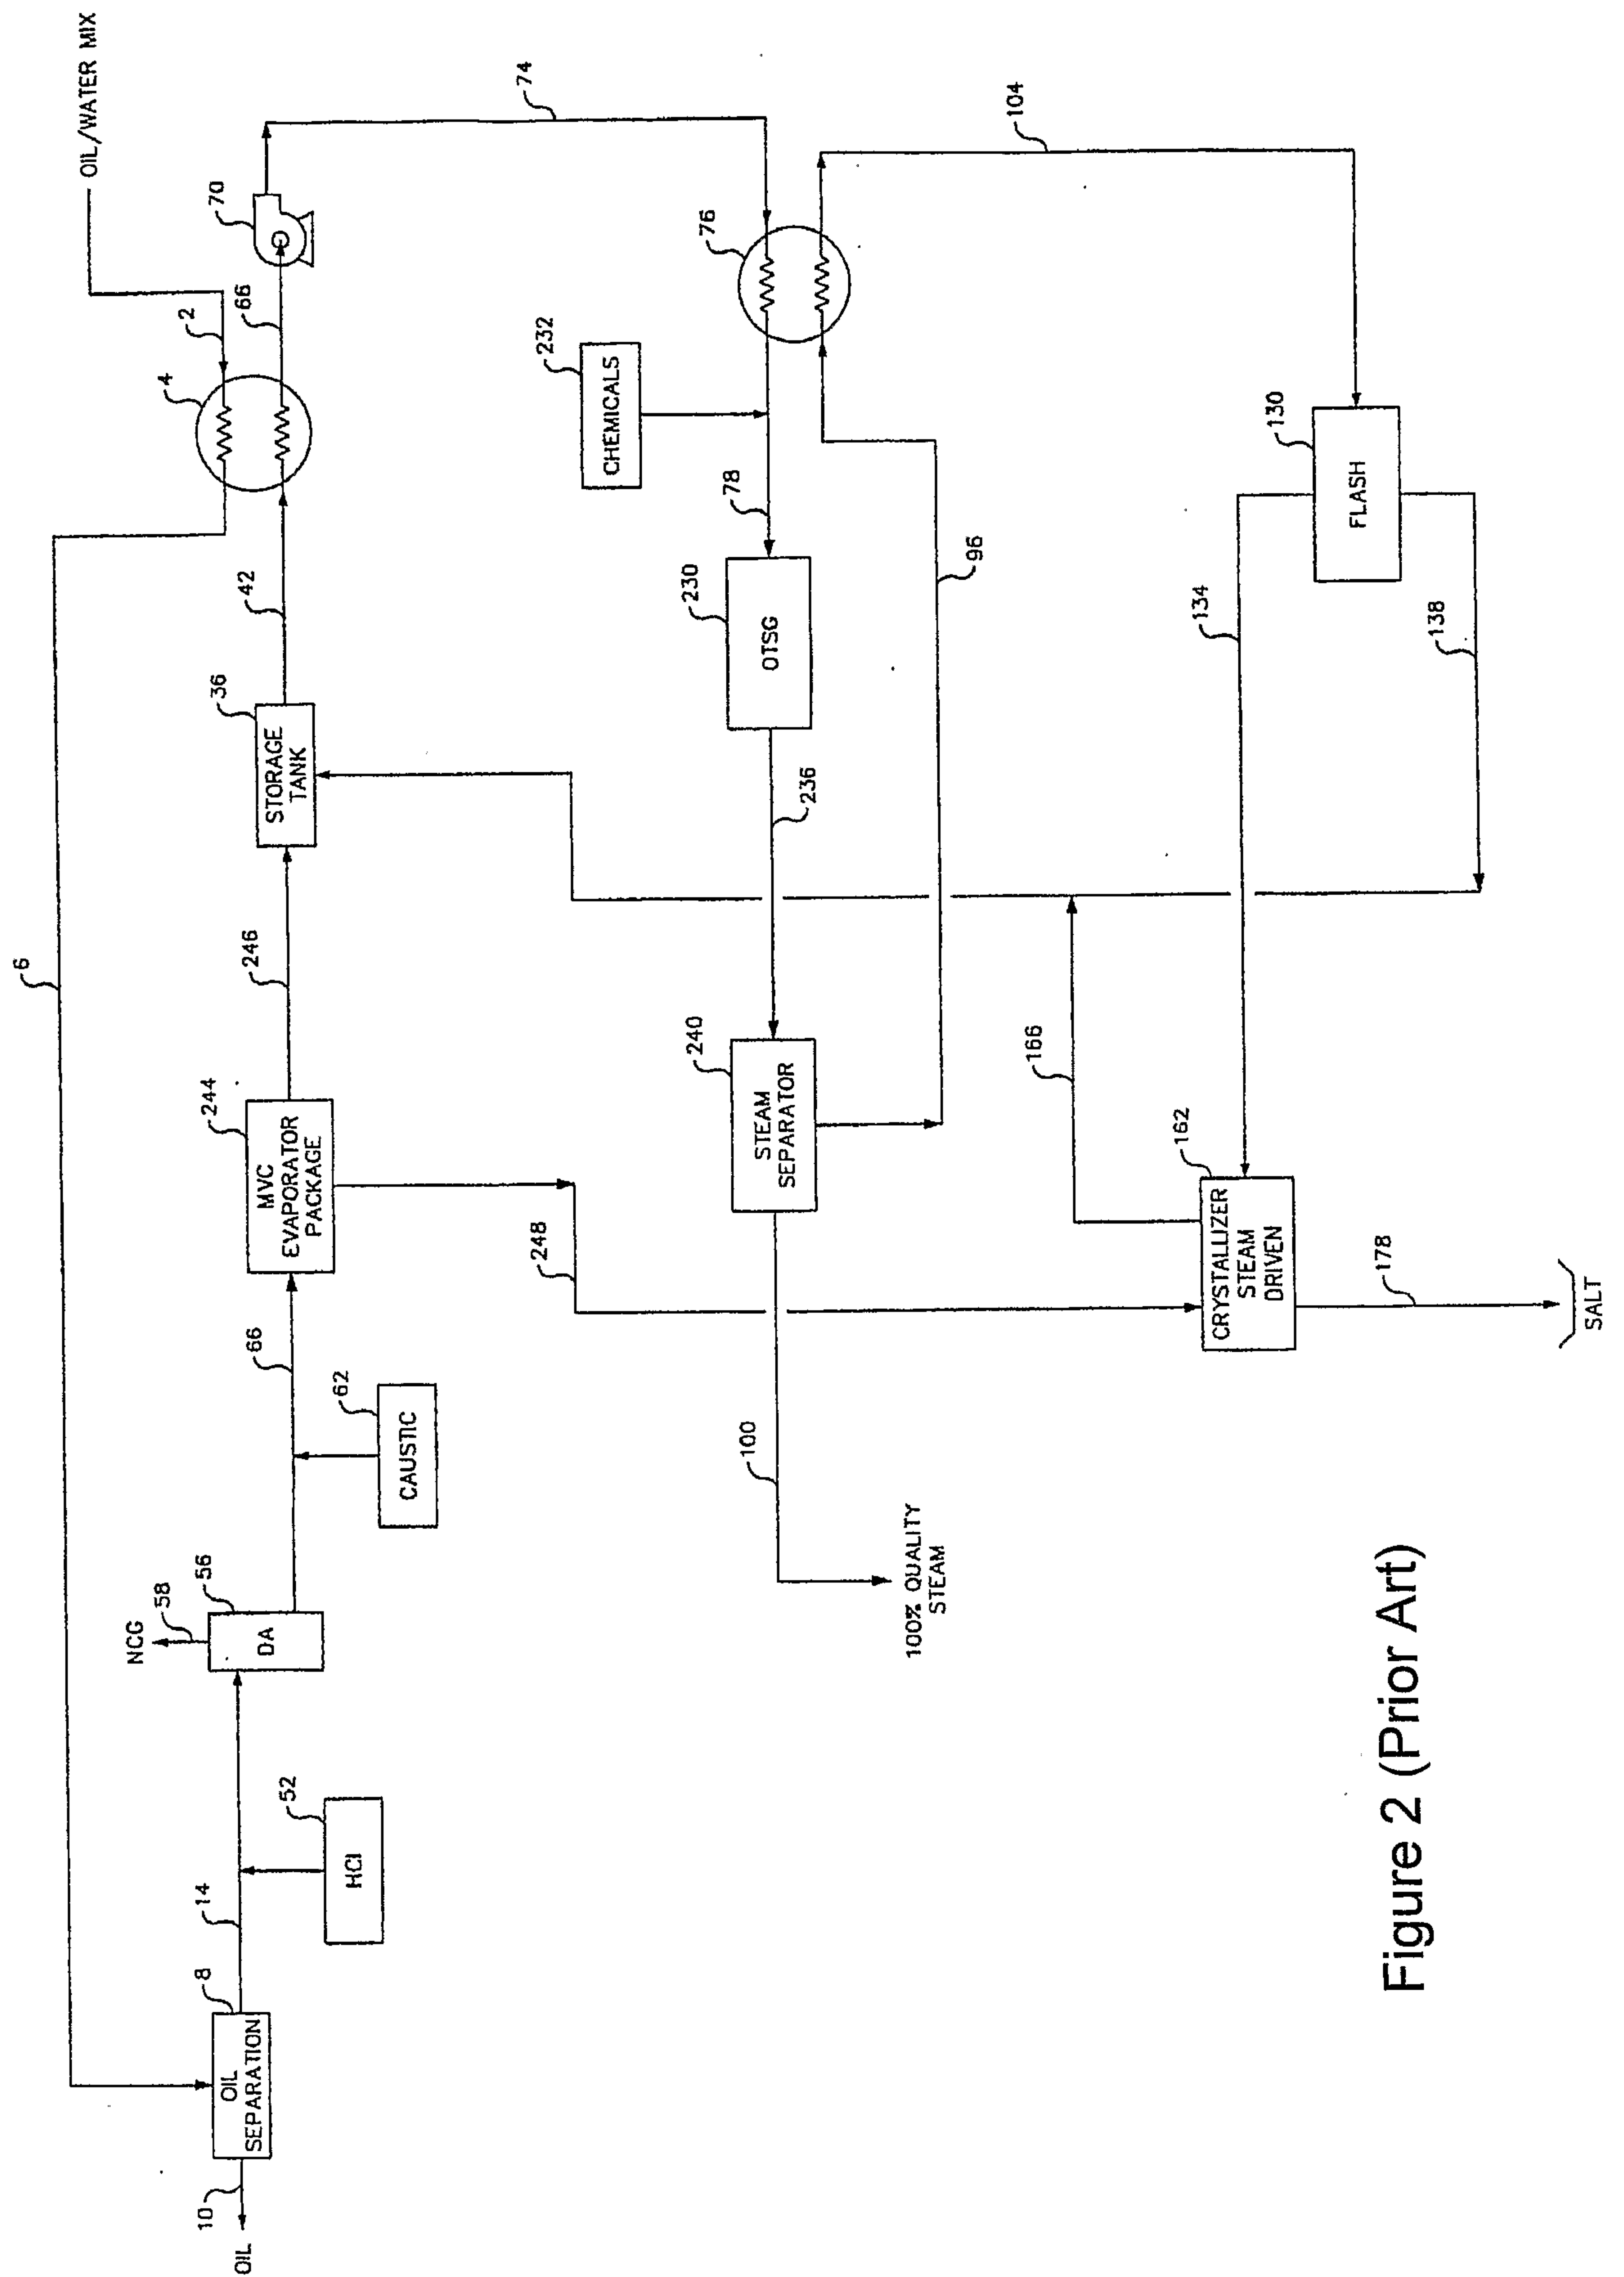 OIL/WATER MIX
2
4
6
66
70
42
36
STORAGE
TANK
246
244
MVC
EVAPORATOR
PACKAGE
248
66
62
CAUSTIC
NCG
58
56
DA
52
HCl
14
8
OIL
SEPARATION
10
OIL
74
76
232
CHEMICALS
78
230
OTSG
236
96
240
STEAM
SEPARATOR
100
100% QUALITY
STEAM
104
130
FLASH
134
138
166
162
CRYSTALLIZER
STEAM
DRIVEN
178
SALT
Figure 2 (Prior Art)